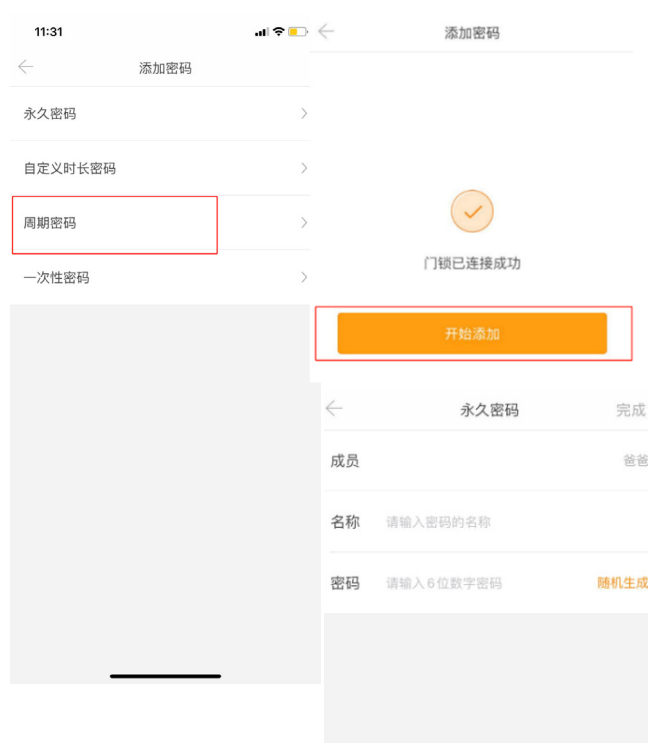 11:31
添加密码
永久密码
自定义时长密码
周期密码
一次性密码
添加密码
门锁已连接成功
开始添加
永久密码
完成
成员
爸爸
名称
请输入密码的名称
密码
请输入6位数字密码
随机生成